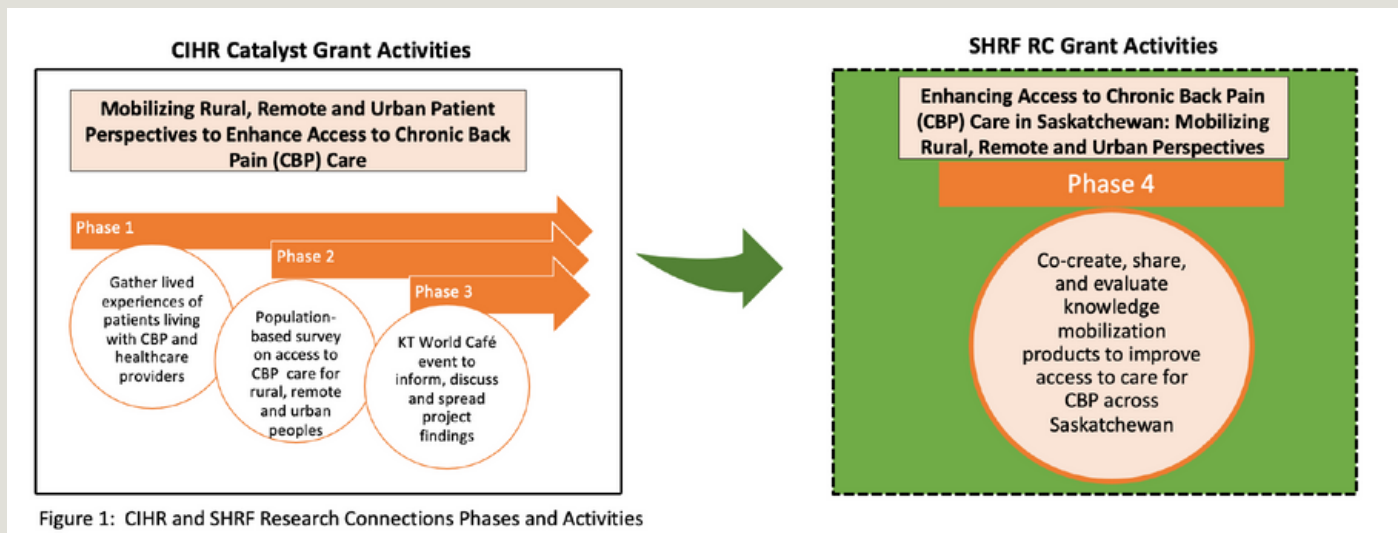 CIHR Catalyst Grant Activities
Mobilizing Rural, Remote and Urban Patient
Perspectives to Enhance Access to Chronic Back
Pain (CBP) Care
Phase 1
Gather lived
experiences of
patients living
with CBP and
healthcare
providers
Phase 2
Population-
based survey
on access to
CBP care for
rural, remote
and urban
peoples
Phase 3
KT World Café
event to
inform, discuss
and spread
project
findings
SHRF RC Grant Activities
Enhancing Access to Chronic Back Pain
(CBP) Care in Saskatchewan: Mobilizing
Rural, Remote and Urban Perspectives
Phase 4
Co-create, share,
and evaluate
knowledge
mobilization
products to improve
access to care for
CBP across
Saskatchewan
Figure 1: CIHR and SHRF Research Connections Phases and Activities